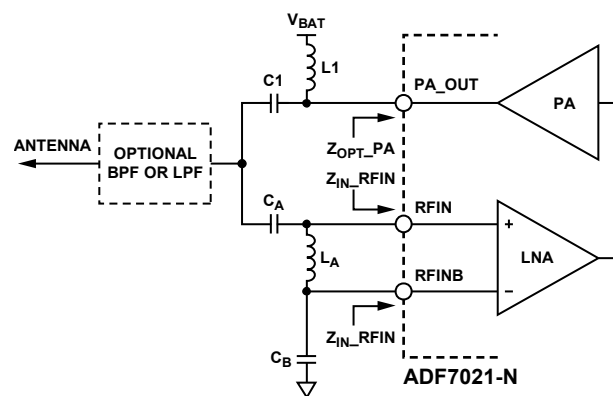 VBAT
L1
C1
PA_OUT
PA
ZOPT_PA
ANTENNA
OPTIONAL
BPF OR LPF
ZIN_RFIN
CA
RFIN
+
LA
LNA
RFINB
–
ZIN_RFIN
CB
ADF7021-N